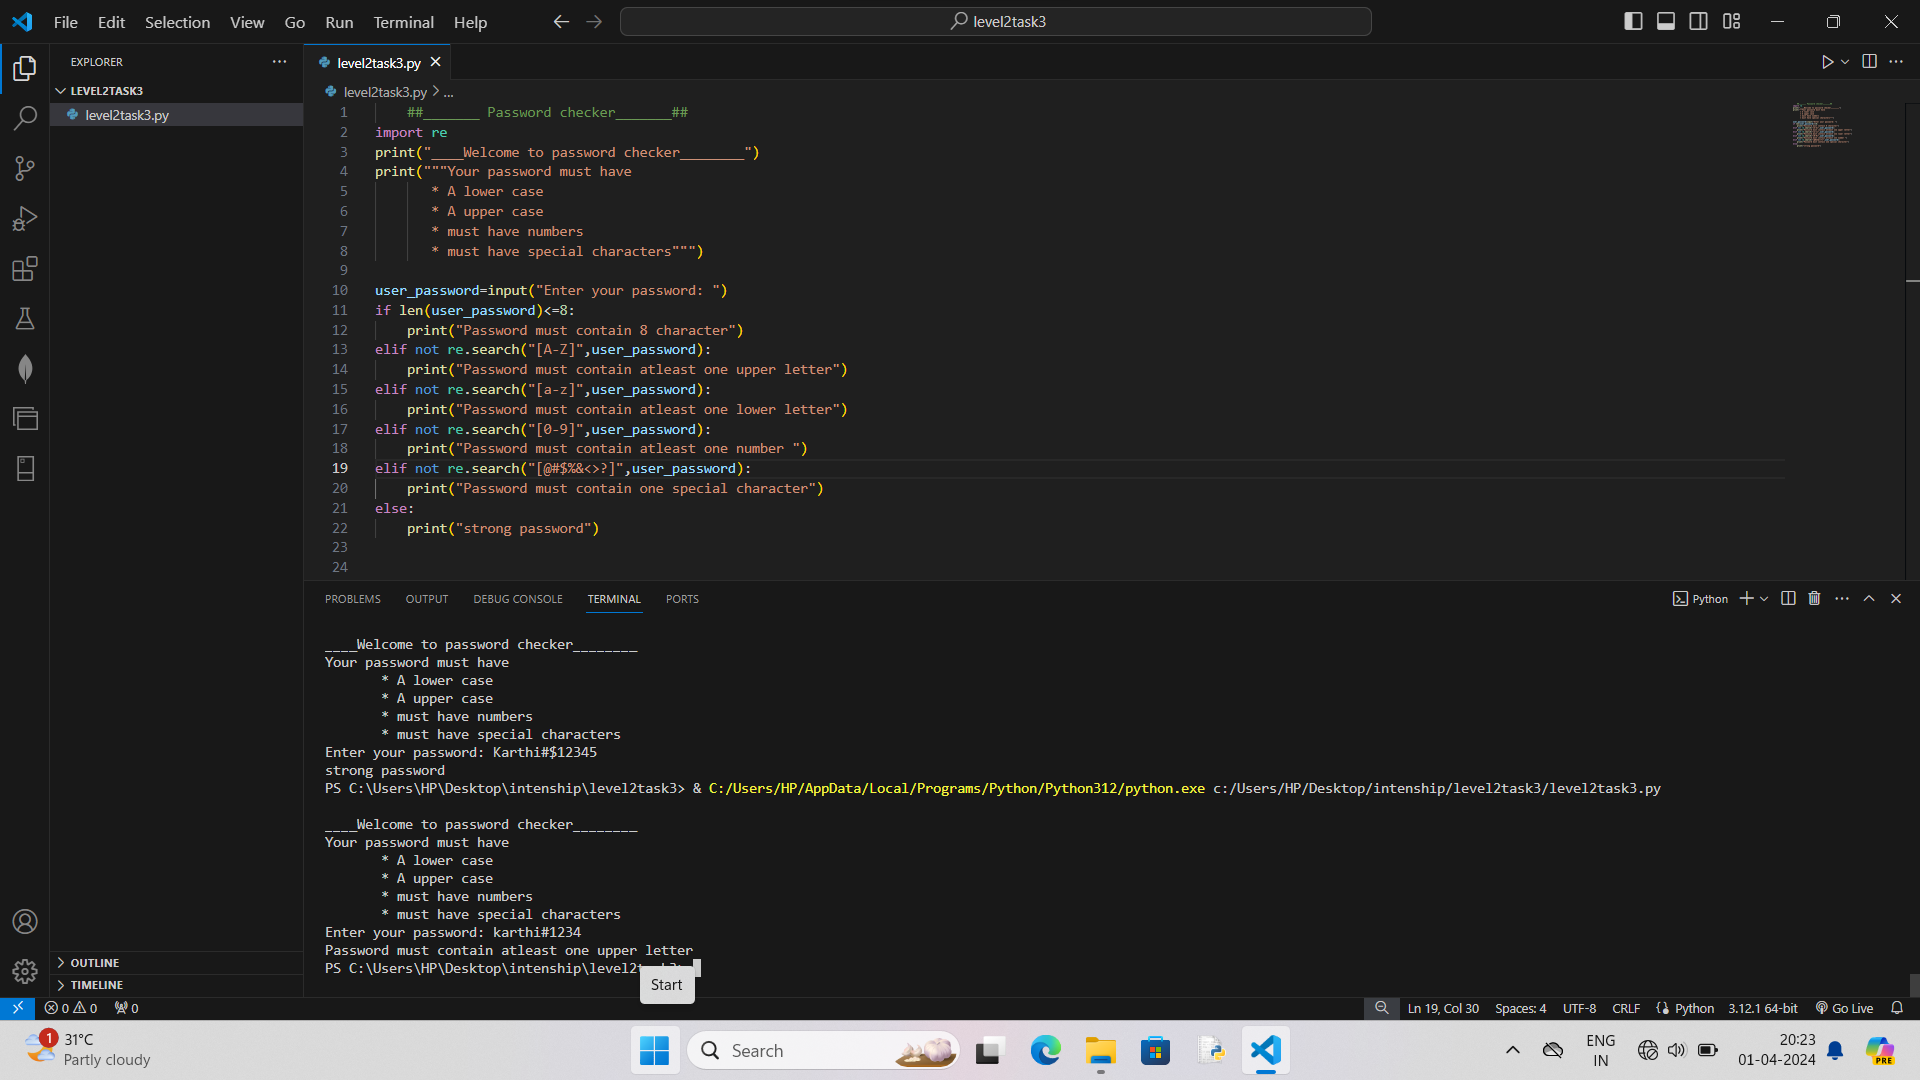 File Edit Selection View Go Run Terminal Help
level2task3
EXPLORER
LEVEL2TASK3
level2task3.py
level2task3.py
level2task3.py > ...
1 ##_______ Password checker_______##
2 import re
3 print("____Welcome to password checker________")
4 print("""Your password must have
5 * A lower case
6 * A upper case
7 * must have numbers
8 * must have special characters""")
9
10 user_password=input("Enter your password: ")
11 if len(user_password)<=8:
12 print("Password must contain 8 character")
13 elif not re.search("[A-Z]",user_password):
14 print("Password must contain atleast one upper letter")
15 elif not re.search("[a-z]",user_password):
16 print("Password must contain atleast one lower letter")
17 elif not re.search("[0-9]",user_password):
18 print("Password must contain atleast one number ")
19 elif not re.search("[@#$%&<>?]",user_password):
20 print("Password must contain one special character")
21 else:
22 print("strong password")
23
24
PROBLEMS OUTPUT DEBUG CONSOLE TERMINAL PORTS
Python
____Welcome to password checker________
Your password must have
* A lower case
* A upper case
* must have numbers
* must have special characters
Enter your password: Karthi#$12345
strong password
PS C:\Users\HP\Desktop\intenship\level2task3> & C:/Users/HP/AppData/Local/Programs/Python/Python312/python.exe c:/Users/HP/Desktop/intenship/level2task3/level2task3.py
____Welcome to password checker________
Your password must have
* A lower case
* A upper case
* must have numbers
* must have special characters
Enter your password: karthi#1234
Password must contain atleast one upper letter
PS C:\Users\HP\Desktop\intenship\level2
Start
OUTLINE
TIMELINE
0 0 0
Ln 19, Col 30 Spaces: 4 UTF-8 CRLF Python 3.12.1 64-bit Go Live
1
31°C
Partly cloudy
Search
ENG
IN
20:23
01-04-2024
PRE